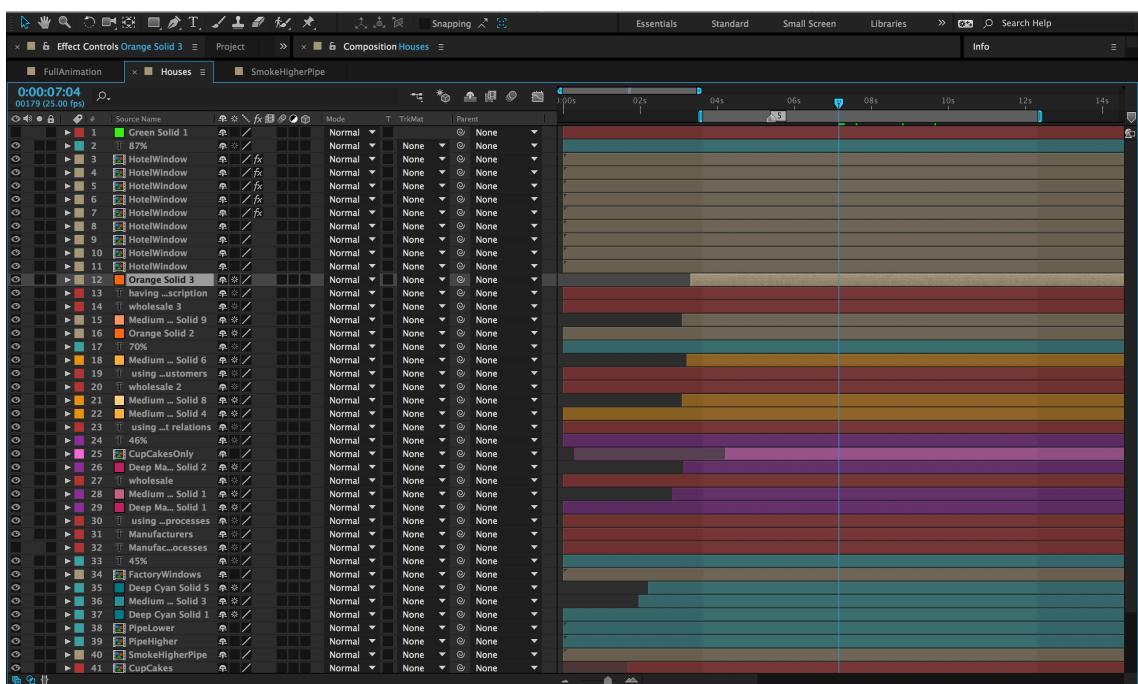 Snapping Essentials Standard Small Screen Libraries » Search Help
× Effect Controls Orange Solid 3 ≡ Project » × Composition Houses ≡ Info
FullAnimation × Houses ≡ SmokeHigherPipe
0:00:07:04
00179 (25.00 fps)
02s 04s 06s 08s 10s 12s 14s
# Source Name fx Mode T TrkMat Parent 5
1 Green Solid 1 Normal None
2 T 87% Normal None None
3 HotelWindow fx Normal None None
4 HotelWindow fx Normal None None
5 HotelWindow fx Normal None None
6 HotelWindow fx Normal None None
7 HotelWindow fx Normal None None
8 HotelWindow Normal None None
9 HotelWindow Normal None None
10 HotelWindow Normal None None
11 HotelWindow Normal None None
12 Orange Solid 3 Normal None None
13 T having ...scription Normal None None
14 T wholesale 3 Normal None None
15 Medium ... Solid 9 Normal None None
16 Orange Solid 2 Normal None None
17 T 70% Normal None None
18 Medium ... Solid 6 Normal None None
19 T using ...ustomers Normal None None
20 T wholesale 2 Normal None None
21 Medium ... Solid 8 Normal None None
22 Medium ... Solid 4 Normal None None
23 T using ...t relations Normal None None
24 T 46% Normal None None
25 CupCakesOnly Normal None None
26 Deep Ma... Solid 2 Normal None None
27 T wholesale Normal None None
28 Medium ... Solid 1 Normal None None
29 Deep Ma... Solid 1 Normal None None
30 T using ...processes Normal None None
31 T Manufacturers Normal None None
32 T Manufac...ocesses Normal None None
33 T 45% Normal None None
34 FactoryWindows Normal None None
35 Deep Cyan Solid 5 Normal None None
36 Medium ... Solid 3 Normal None None
37 Deep Cyan Solid 1 Normal None None
38 PipeLower Normal None None
39 PipeHigher Normal None None
40 SmokeHigherPipe Normal None None
41 CupCakes Normal None None